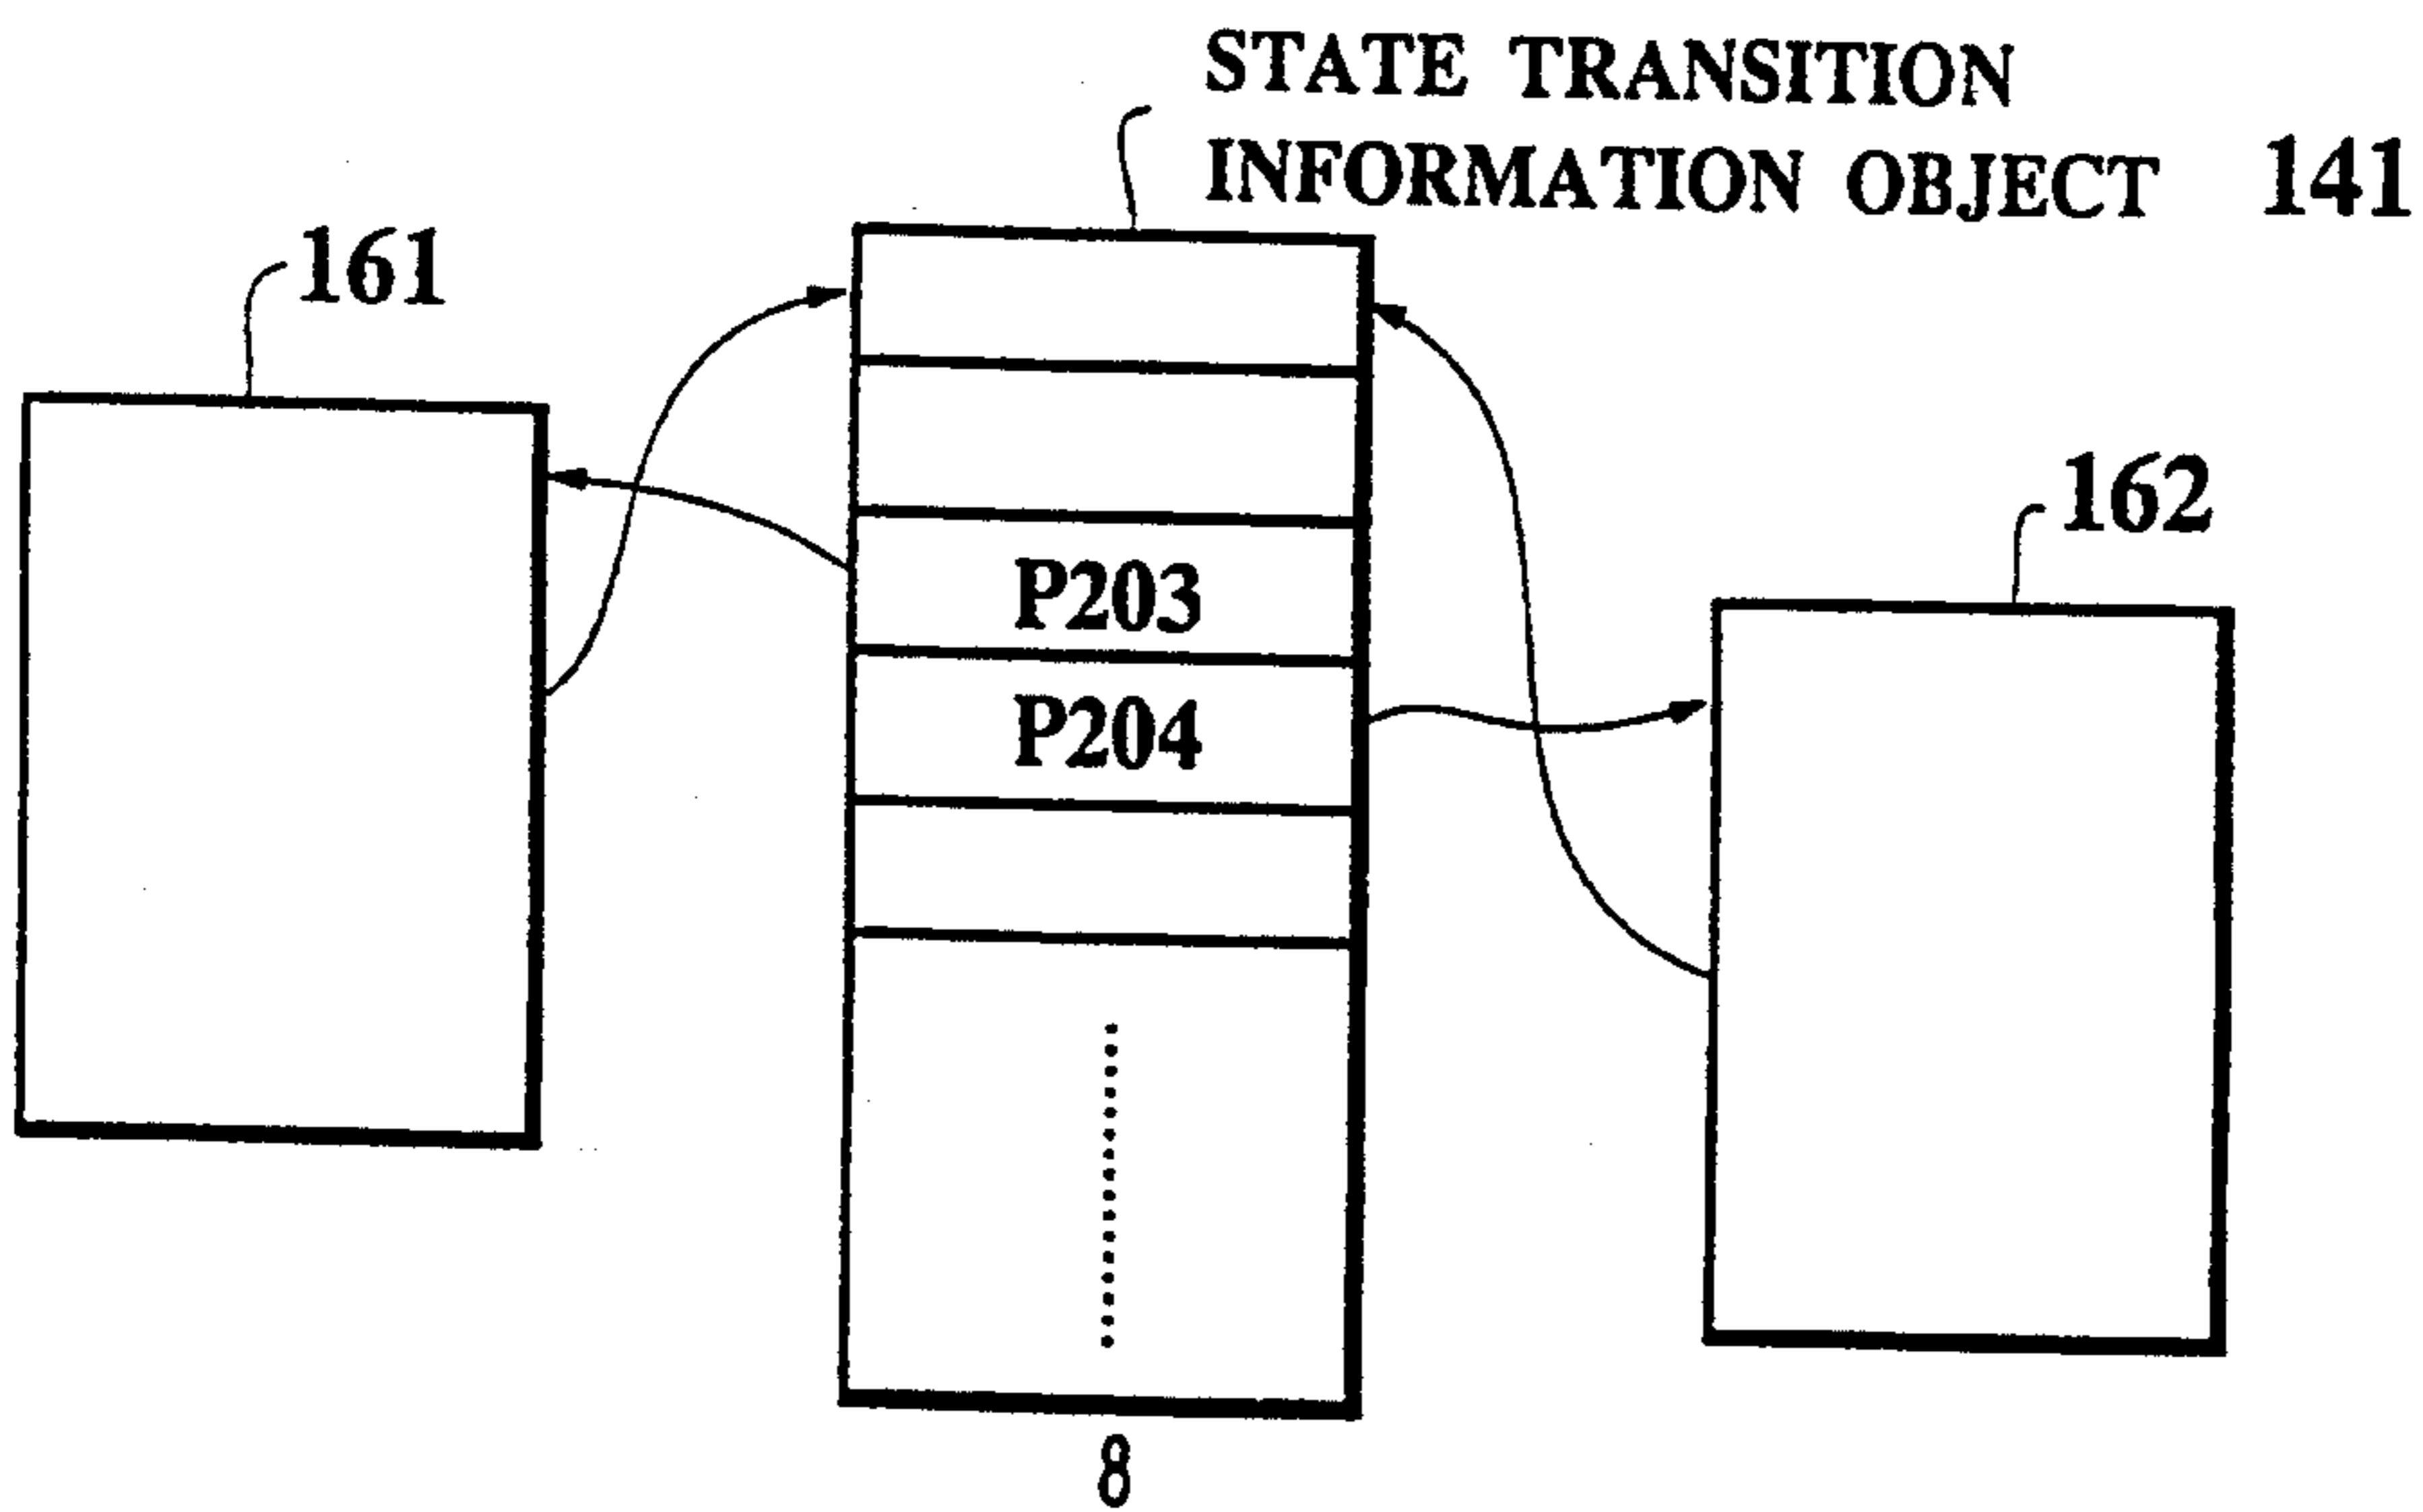 STATE TRANSITION
INFORMATION OBJECT 141
161
162
P203
P204
8